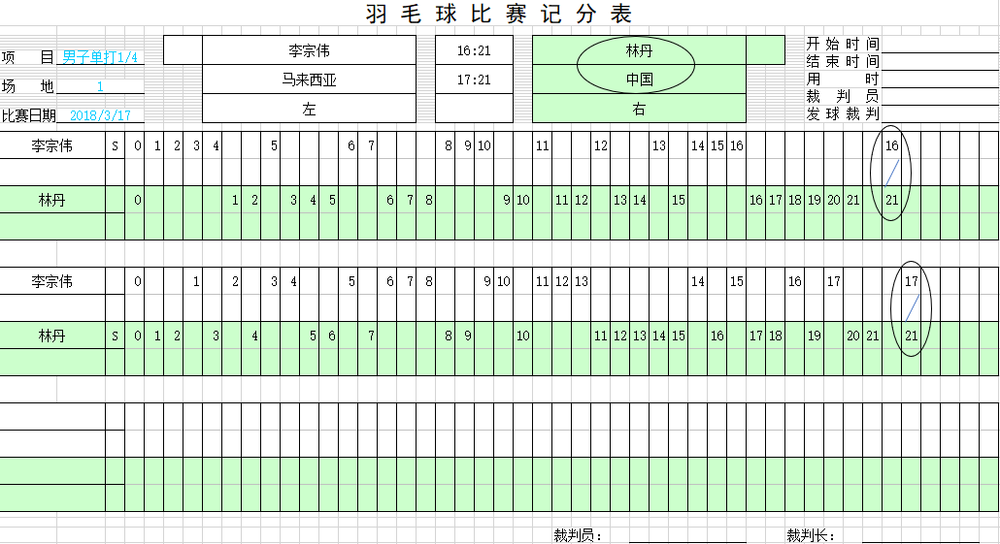 羽毛球比赛记分表
李宗伟 16:21 林丹 开始时间
项 目 男子单打1/4 结束时间
马来西亚 17:21 中国 用 时
场 地 1 裁 判 员
左 右 发球裁判
比赛日期 2018/3/17
李宗伟 S 0 1 2 3 4 5 6 7 8 9 10 11 12 13 14 15 16 16
林丹 0 1 2 3 4 5 6 7 8 9 10 11 12 13 14 15 16 17 18 19 20 21 21
李宗伟 0 1 2 3 4 5 6 7 8 9 10 11 12 13 14 15 16 17 17
林丹 S 0 1 2 3 4 5 6 7 8 9 10 11 12 13 14 15 16 17 18 19 20 21 21
裁判员： 裁判长：